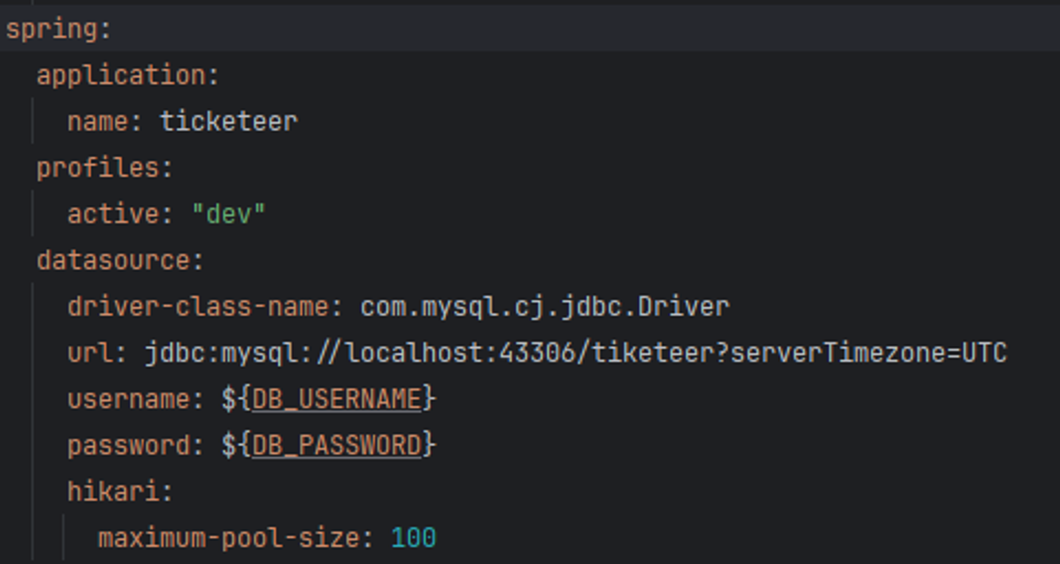 spring:
  application:
    name: ticketeer
  profiles:
    active: "dev"
  datasource:
    driver-class-name: com.mysql.cj.jdbc.Driver
    url: jdbc:mysql://localhost:43306/tiketeer?serverTimezone=UTC
    username: ${DB_USERNAME}
    password: ${DB_PASSWORD}
    hikari:
      maximum-pool-size: 100